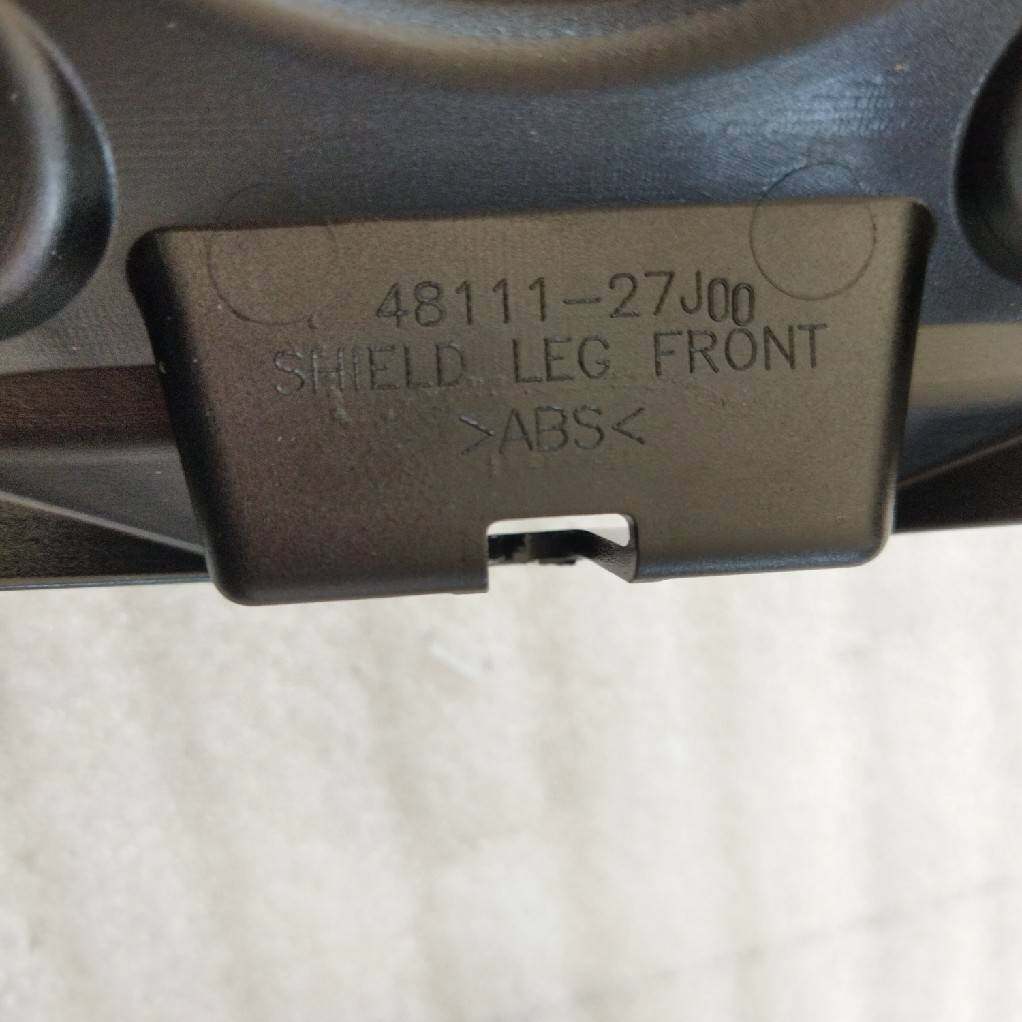 48111-27J00
SHIELD LEG FRONT
>ABS<